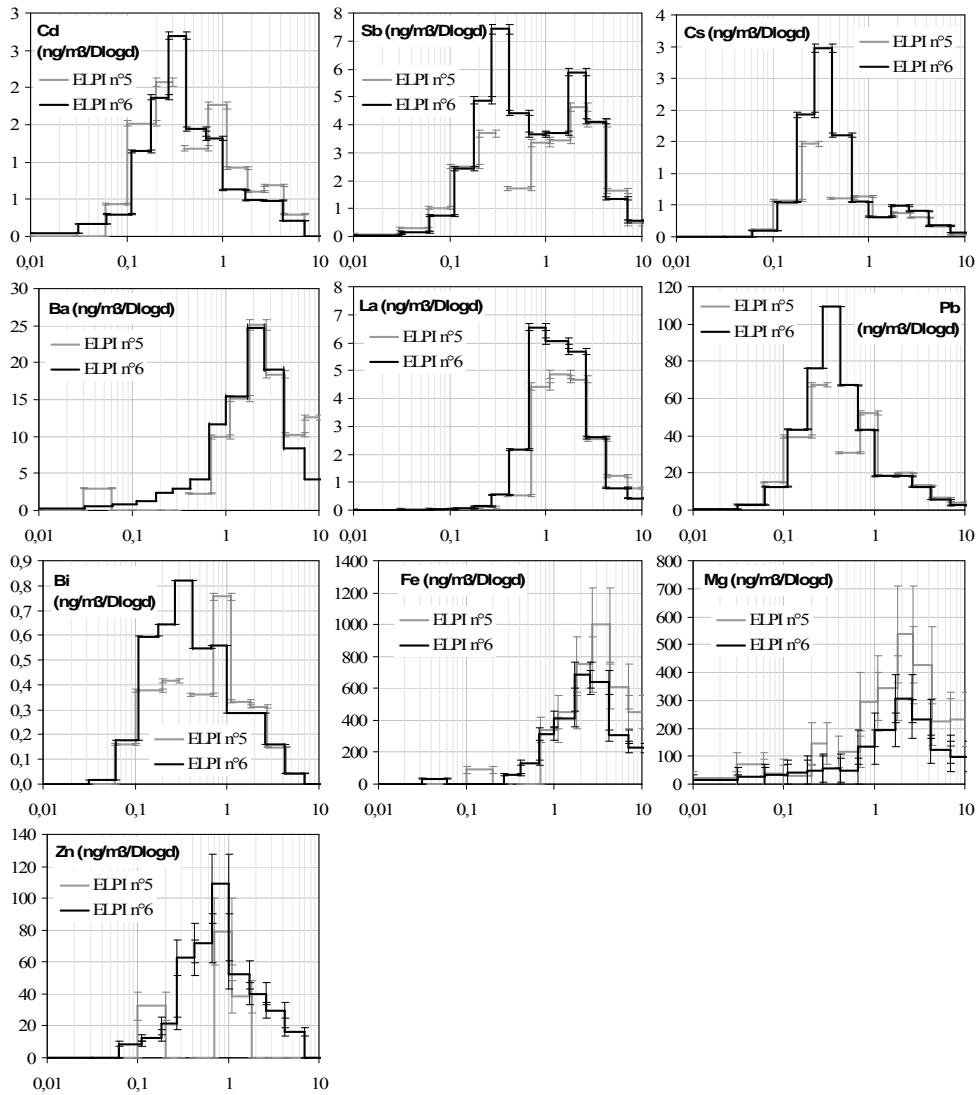 Cd
(ng/m3/Dlogd)
ELPI n°5
ELPI n°6
3
3
2
2
1
1
0
0,01 0,1 1 10
Sb (ng/m3/Dlogd)
ELPI n°5
ELPI n°6
8
7
6
5
4
3
2
1
0
0,01 0,1 1 10
Cs (ng/m3/Dlogd)
ELPI n°5
ELPI n°6
4
3
3
2
2
1
1
0
0,01 0,1 1 10
Ba (ng/m3/Dlogd)
ELPI n°5
ELPI n°6
30
25
20
15
10
5
0
0,01 0,1 1 10
La (ng/m3/Dlogd)
ELPI n°5
ELPI n°6
8
7
6
5
4
3
2
1
0
0,01 0,1 1 10
Pb
(ng/m3/Dlogd)
ELPI n°5
ELPI n°6
120
100
80
60
40
20
0
0,01 0,1 1 10
Bi
(ng/m3/Dlogd)
ELPI n°5
ELPI n°6
0,9
0,8
0,7
0,6
0,5
0,4
0,3
0,2
0,1
0,0
0,01 0,1 1 10
Fe (ng/m3/Dlogd)
ELPI n°5
ELPI n°6
1400
1200
1000
800
600
400
200
0
0,01 0,1 1 10
Mg (ng/m3/Dlogd)
ELPI n°5
ELPI n°6
800
700
600
500
400
300
200
100
0
0,01 0,1 1 10
Zn (ng/m3/Dlogd)
ELPI n°5
ELPI n°6
140
120
100
80
60
40
20
0
0,01 0,1 1 10